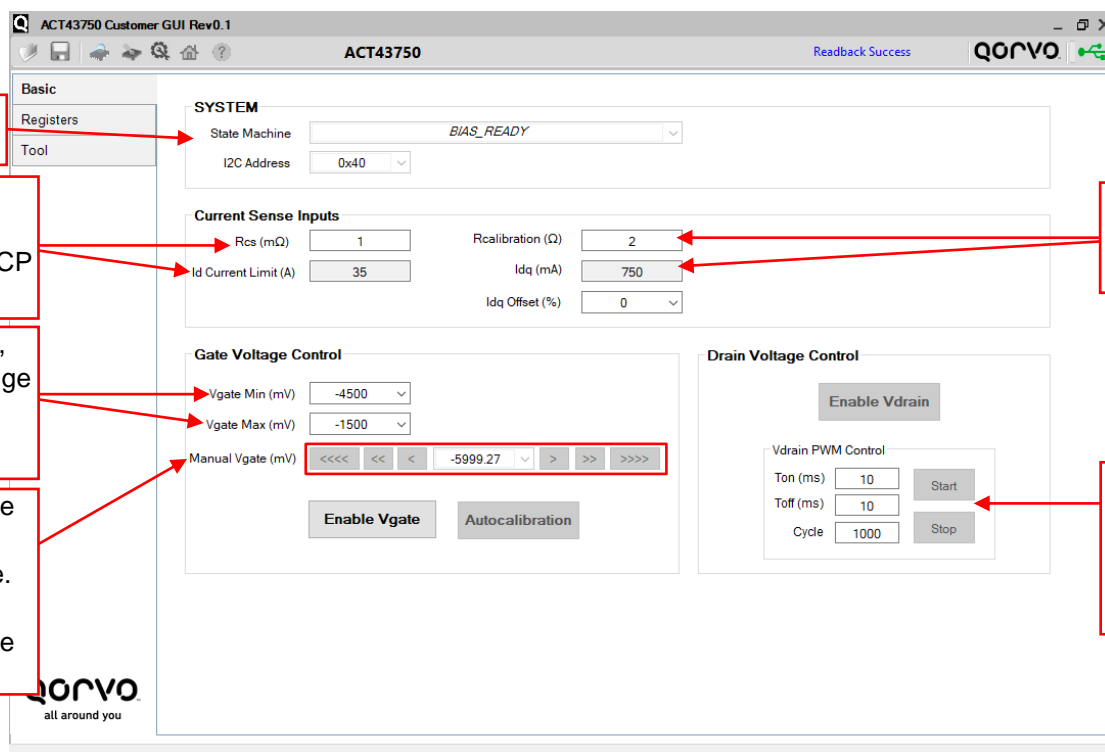 ACT43750 Customer GUI Rev0.1
ACT43750
Readback Success
QORVO
Basic
Registers
Tool
SYSTEM
State Machine BIAS_READY
I2C Address 0x40
Current Sense Inputs
Rcs (mΩ) 1 Rcalibration (Ω) 2
CP
Id Current Limit (A) 35 Idq (mA) 750
Idq Offset (%) 0
,
ge
Gate Voltage Control
Vgate Min (mV) -4500
Vgate Max (mV) -1500
Manual Vgate (mV) <<<< << < -5999.27 > >> >>>>
Enable Vgate Autocalibration
Drain Voltage Control
Enable Vdrain
Vdrain PWM Control
Ton (ms) 10 Start
Toff (ms) 10
Cycle 1000 Stop
e
e.
e
QORVO
all around you